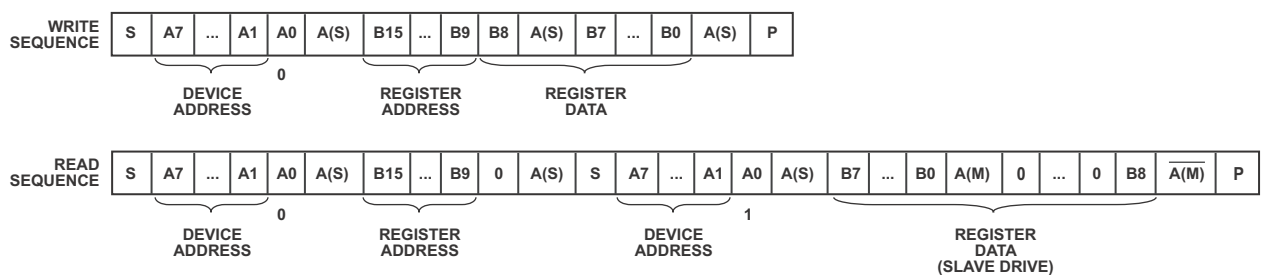 WRITE
SEQUENCE
S A7 ... A1 A0 A(S) B15 ... B9 B8 A(S) B7 ... B0 A(S) P
0
DEVICE
ADDRESS
REGISTER
ADDRESS
REGISTER
DATA
READ
SEQUENCE
S A7 ... A1 A0 A(S) B15 ... B9 0 A(S) S A7 ... A1 A0 A(S) B7 ... B0 A(M) 0 ... 0 B8 A(M) P
0 1
DEVICE
ADDRESS
REGISTER
ADDRESS
DEVICE
ADDRESS
REGISTER
DATA
(SLAVE DRIVE)